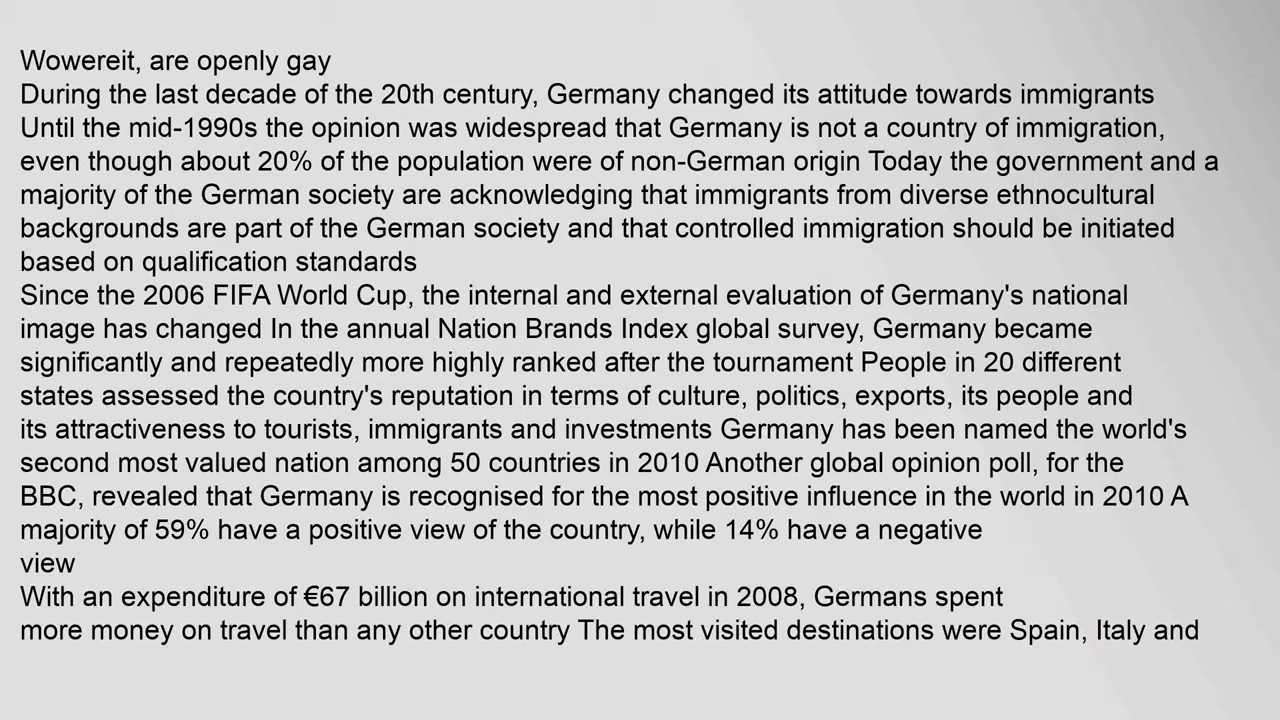 Wowereit, are openly gay
During the last decade of the 20th century, Germany changed its attitude towards immigrants
Until the mid-1990s the opinion was widespread that Germany is not a country of immigration,
even though about 20% of the population were of non-German origin Today the government and a
majority of the German society are acknowledging that immigrants from diverse ethnocultural
backgrounds are part of the German society and that controlled immigration should be initiated
based on qualification standards
Since the 2006 FIFA World Cup, the internal and external evaluation of Germany's national
image has changed In the annual Nation Brands Index global survey, Germany became
significantly and repeatedly more highly ranked after the tournament People in 20 different
states assessed the country's reputation in terms of culture, politics, exports, its people and
its attractiveness to tourists, immigrants and investments Germany has been named the world's
second most valued nation among 50 countries in 2010 Another global opinion poll, for the
BBC, revealed that Germany is recognised for the most positive influence in the world in 2010 A
majority of 59% have a positive view of the country, while 14% have a negative
view
With an expenditure of €67 billion on international travel in 2008, Germans spent
more money on travel than any other country The most visited destinations were Spain, Italy and